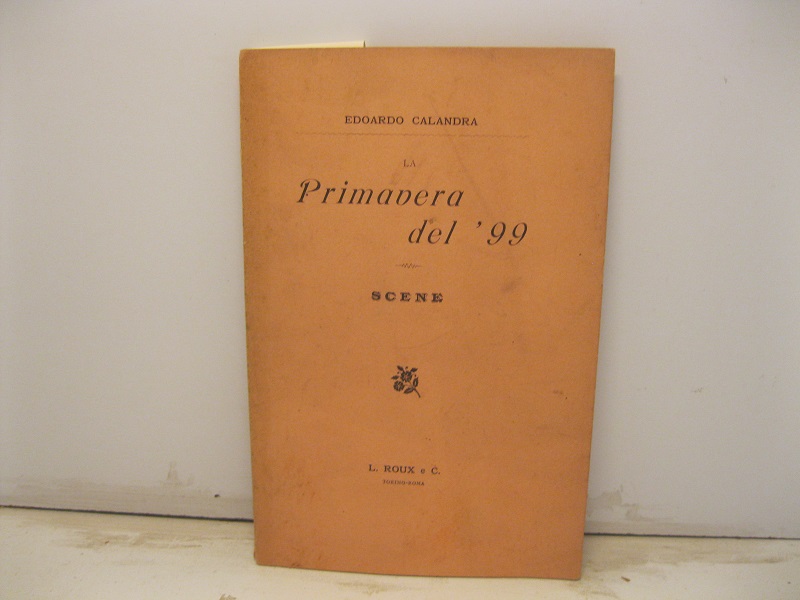 EDOARDO CALANDRA
LA
Primavera
del '99
SCENE
L. ROUX e C.
TORINO-ROMA